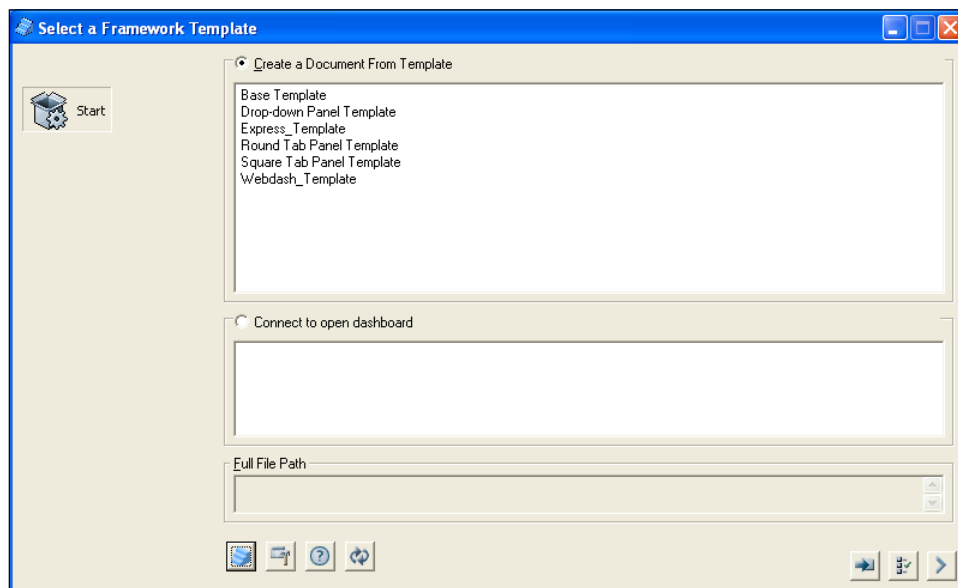 Select a Framework Template
Start
Create a Document From Template
Base Template
Drop-down Panel Template
Express_Template
Round Tab Panel Template
Square Tab Panel Template
Webdash_Template
Connect to open dashboard
Full File Path